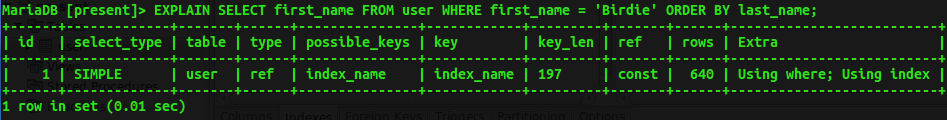 MariaDB [present]> EXPLAIN SELECT first_name FROM user WHERE first_name = 'Birdie' ORDER BY last_name;
+------+-------------+-------+------+---------------+------------+---------+-------+------+--------------------------+
| id | select_type | table | type | possible_keys | key | key_len | ref | rows | Extra |
+------+-------------+-------+------+---------------+------------+---------+-------+------+--------------------------+
| 1 | SIMPLE | user | ref | index_name | index_name | 197 | const | 640 | Using where; Using index |
+------+-------------+-------+------+---------------+------------+---------+-------+------+--------------------------+
1 row in set (0.01 sec)
Columns Indexes Foreign Keys Triggers Partitioning Options